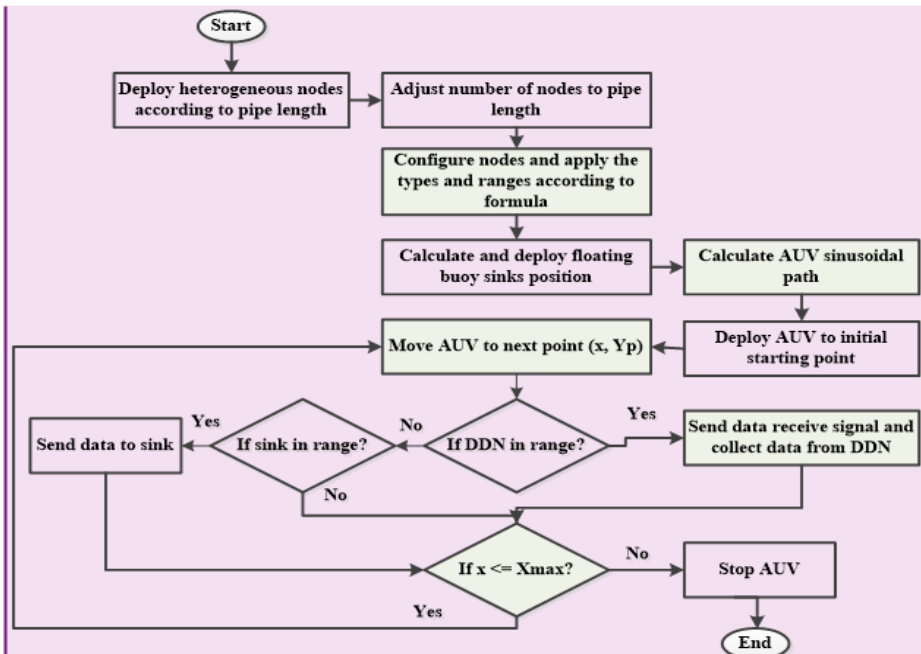 Start
Deploy heterogeneous nodes
according to pipe length
Adjust number of nodes to pipe
length
Configure nodes and apply the
types and ranges according to
formula
Calculate and deploy floating
buoy sinks position
Calculate AUV sinusoidal
path
Deploy AUV to initial
starting point
Move AUV to next point (x, Yp)
If DDN in range?
Yes
Send data receive signal and
collect data from DDN
No
If sink in range?
Yes
Send data to sink
No
If x <= Xmax?
No
Stop AUV
Yes
End